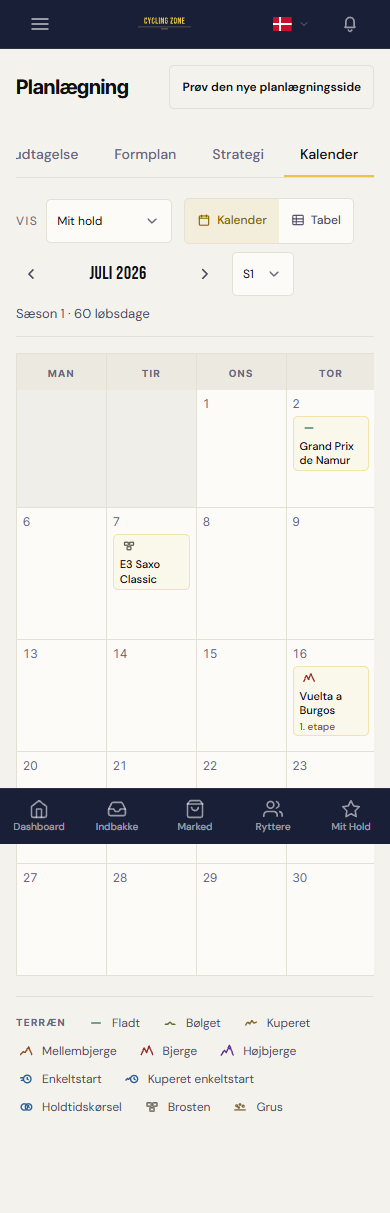 CYCLING ZONE
Planlægning
Prøv den nye planlægningsside
udtagelse Formplan Strategi Kalender
VIS Mit hold Kalender Tabel
JULI 2026 S1
Sæson 1 · 60 løbsdage
MAN TIR ONS TOR
1 2
Grand Prix
de Namur
6 7 8 9
E3 Saxo
Classic
13 14 15 16
Vuelta a
Burgos
1. etape
20 21 22 23
Dashboard Indbakke Marked Ryttere Mit Hold
27 28 29 30
TERRÆN Fladt Bølget Kuperet
Mellembjerge Bjerge Højbjerge
Enkeltstart Kuperet enkeltstart
Holdtidskørsel Brosten Grus